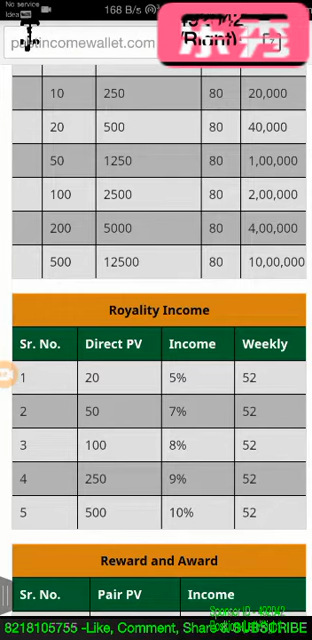 No service
Idea
168 B/s
incomewallet.com
(Right)
10 250 80 20,000
20 500 80 40,000
50 1250 80 1,00,000
100 2500 80 2,00,000
200 5000 80 4,00,000
500 12500 80 10,00,000
Royality Income
Sr. No. Direct PV Income Weekly
1 20 5% 52
2 50 7% 52
3 100 8% 52
4 250 9% 52
5 500 10% 52
Reward and Award
Sr. No. Pair PV Income
8218105755 -Like, Comment, Share & SUBSCRIBE